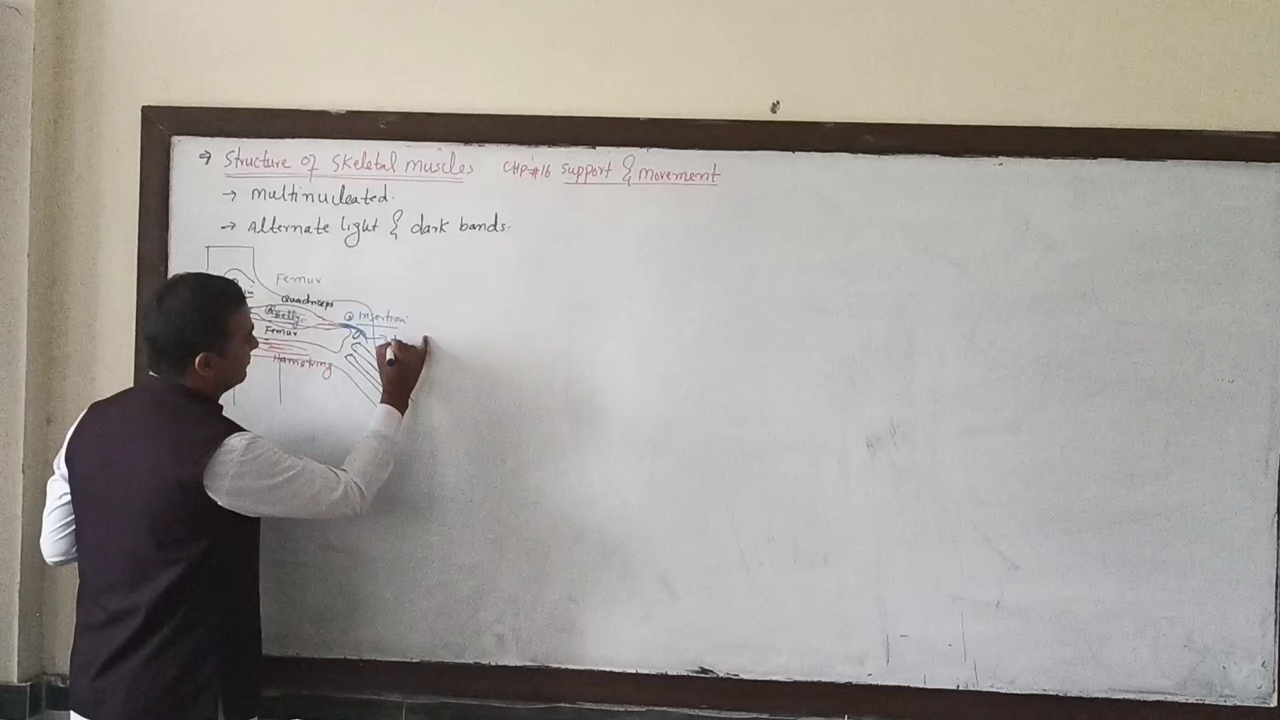 → Structure of Skeletal Muscles CHP#16 Support & Movement
→ Multinucleated.
→ Alternate light & dark bands.
Femur
Quadriceps
Belly
Insertion
Femur
Hamstring